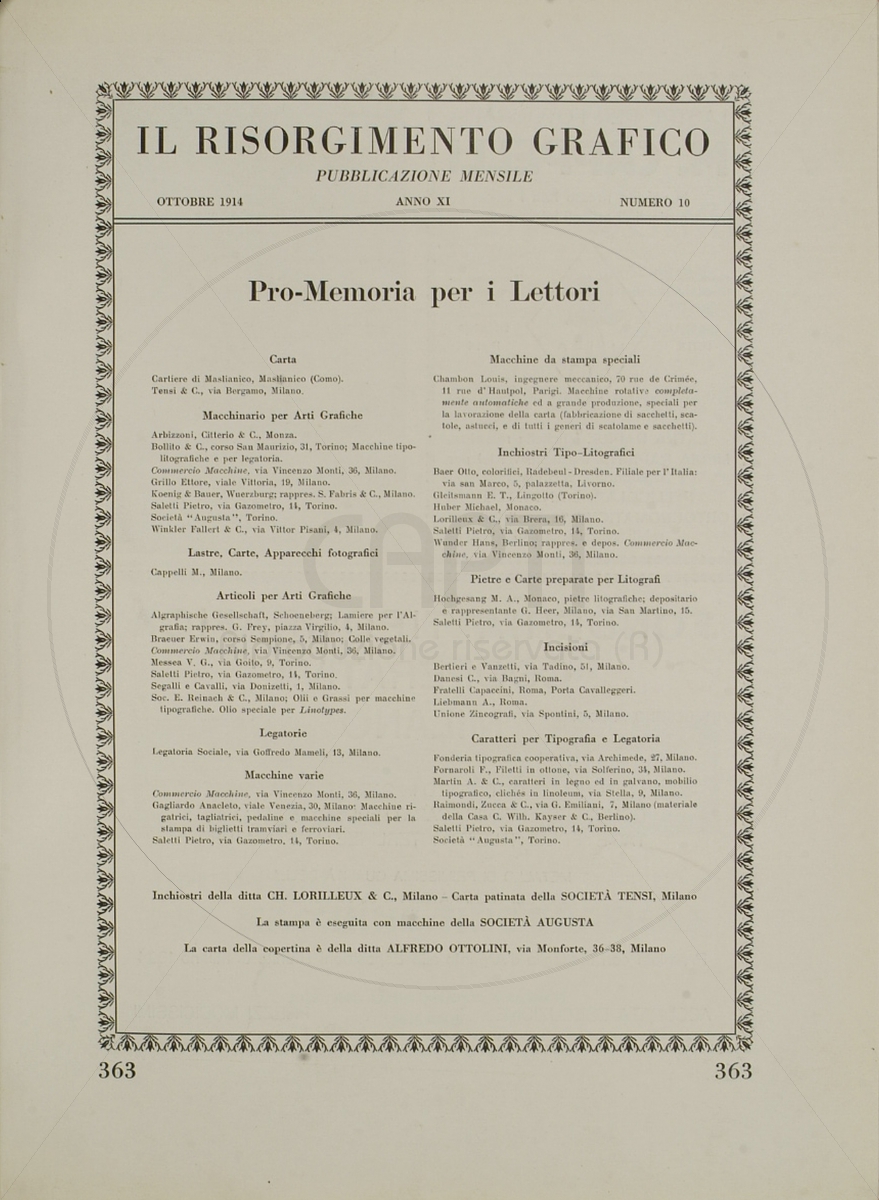 IL RISORGIMENTO GRAFICO
PUBBLICAZIONE MENSILE
OTTOBRE 1914 ANNO XI NUMERO 10
Pro-Memoria per i Lettori
Carta
Cartiere di Maslianico, Maslianico (Como).
Tensi & C., via Bergamo, Milano.
Macchinario per Arti Grafiche
Arbizzoni, Citterio & C., Monza.
Bollito & C., corso San Maurizio, 31, Torino; Macchine tipo-
litografiche e per legatoria.
Commercio Macchine, via Vincenzo Monti, 36, Milano.
Grillo Ettore, viale Vittoria, 19, Milano.
Koenig & Bauer, Wuerzburg; rappres. S. Fabris & C., Milano.
Saletti Pietro, via Gazometro, 14, Torino.
Società "Augusta", Torino.
Winkler Fallert & C., via Vittor Pisani, 4, Milano.
Lastre, Carte, Apparecchi fotografici
Cappelli M., Milano.
Articoli per Arti Grafiche
Algraphische Gesellschaft, Schoeneberg; Lamiere per l'Al-
grafia; rappres. G. Frey, piazza Virgilio, 4, Milano.
Braeuer Erwin, corso Sempione, 5, Milano; Colle vegetali.
Commercio Macchine, via Vincenzo Monti, 36, Milano.
Messea V. G., via Goito, 9, Torino.
Saletti Pietro, via Gazometro, 14, Torino.
Segalli e Cavalli, via Donizetti, 1, Milano.
Soc. E. Reinach & C., Milano; Olii e Grassi per macchine
tipografiche. Olio speciale per Linotypes.
Legatorie
Legatoria Sociale, via Goffredo Mameli, 13, Milano.
Macchine varie
Commercio Macchine, via Vincenzo Monti, 36, Milano.
Gagliardo Anacleto, viale Venezia, 30, Milano: Macchine ri-
gatrici, tagliatrici, pedaline e macchine speciali per la
stampa di biglietti tramviari e ferroviari.
Saletti Pietro, via Gazometro, 14, Torino.
Macchine da stampa speciali
Chambon Louis, ingegnere meccanico, 70 rue de Crimée,
11 rue d'Hautpol, Parigi. Macchine rotative completa-
mente automatiche ed a grande produzione, speciali per
la lavorazione della carta (fabbricazione di sacchetti, sca-
tole, astucci, e di tutti i generi di scatolame e sacchetti).
Inchiostri Tipo-Litografici
Baer Otto, colorifici, Radebeul-Dresden. Filiale per l'Italia:
via san Marco, 5, palazzetta, Livorno.
Gleitsmann E. T., Lingotto (Torino).
Huber Michael, Monaco.
Lorilleux & C., via Brera, 16, Milano.
Saletti Pietro, via Gazometro, 14, Torino.
Wunder Hans, Berlino; rappres. e depos. Commercio Mac-
chine, via Vincenzo Monti, 36, Milano.
Pietre e Carte preparate per Litografi
Hochgesang M. A., Monaco, pietre litografiche; depositario
e rappresentante G. Heer, Milano, via San Martino, 15.
Saletti Pietro, via Gazometro, 14, Torino.
Incisioni
Bertieri e Vanzetti, via Tadino, 51, Milano.
Danesi C., via Bagni, Roma.
Fratelli Capaccini, Roma, Porta Cavalleggeri.
Liebmann A., Roma.
Unione Zincografi, via Spontini, 5, Milano.
Caratteri per Tipografia e Legatoria
Fonderia tipografica cooperativa, via Archimede, 27, Milano.
Fornaroli F., Filetti in ottone, via Solferino, 34, Milano.
Martin A. & C., caratteri in legno ed in galvano, mobilio
tipografico, clichés in linoleum, via Stella, 9, Milano.
Raimondi, Zucca & C., via G. Emiliani, 7, Milano (materiale
della Casa C. Wilh. Kayser & C., Berlino).
Saletti Pietro, via Gazometro, 14, Torino.
Società "Augusta", Torino.
Inchiostri della ditta CH. LORILLEUX & C., Milano – Carta patinata della SOCIETÀ TENSI, Milano
La stampa è eseguita con macchine della SOCIETÀ AUGUSTA
La carta della copertina è della ditta ALFREDO OTTOLINI, via Monforte, 36-38, Milano
363 363